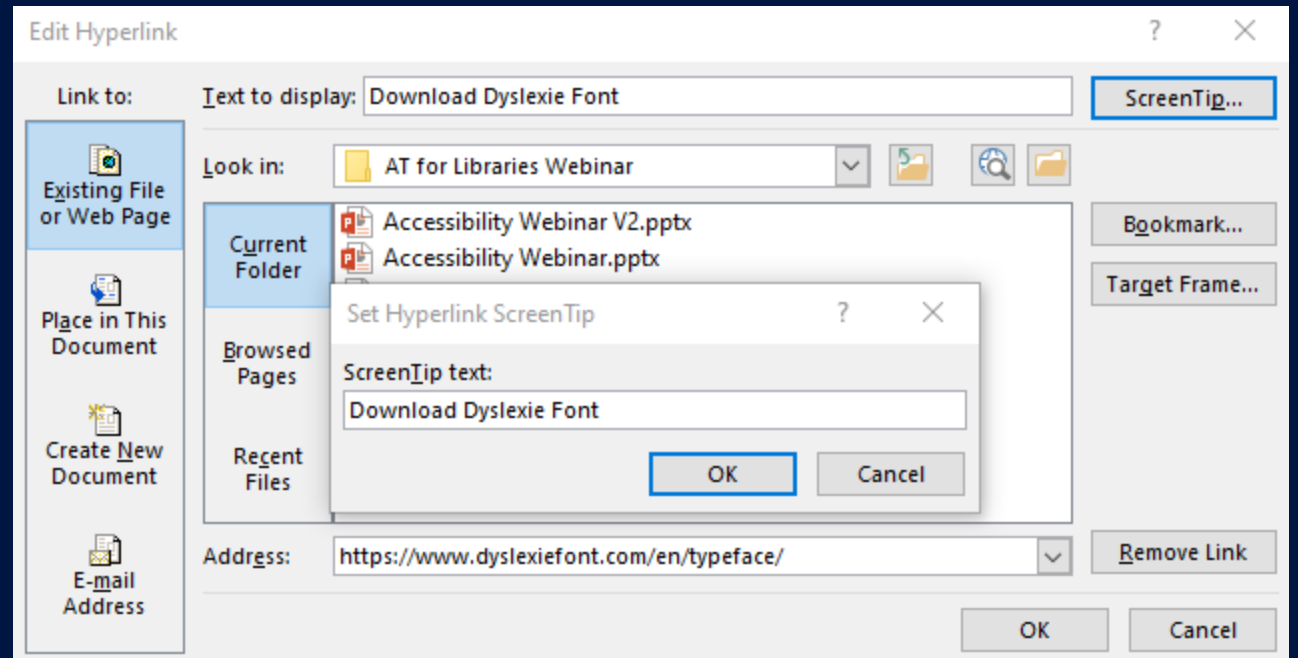 Edit Hyperlink
?
Link to:
Text to display: Download Dyslexie Font
ScreenTip...
Existing File
or Web Page
Place in This
Document
Create New
Document
E-mail
Address
Look in: AT for Libraries Webinar
Current
Folder
Browsed
Pages
Recent
Files
Accessibility Webinar V2.pptx
Accessibility Webinar.pptx
Bookmark...
Target Frame...
Set Hyperlink ScreenTip
?
ScreenTip text:
Download Dyslexie Font
OK Cancel
Address: https://www.dyslexiefont.com/en/typeface/
Remove Link
OK Cancel